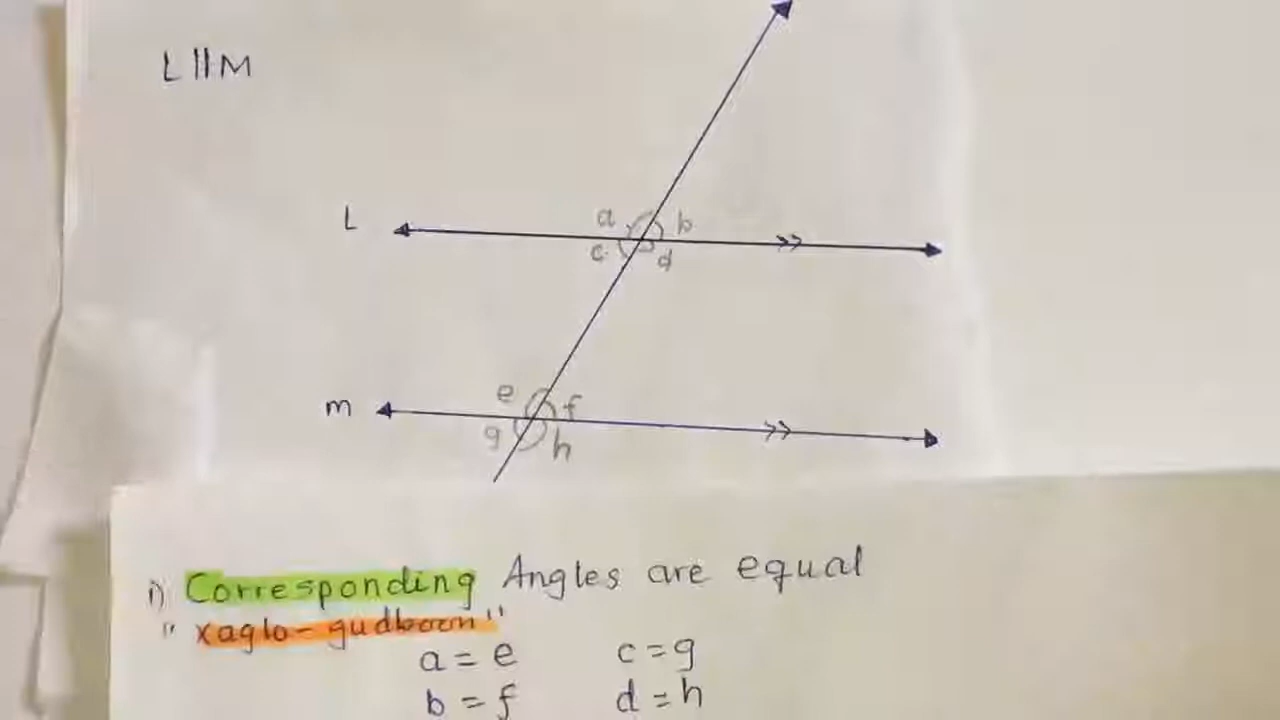 L || M
a b
L
c d
e f
m
g h
i) Corresponding Angles are equal
" xaglo-gudboon"
a = e c = g
b = f d = h